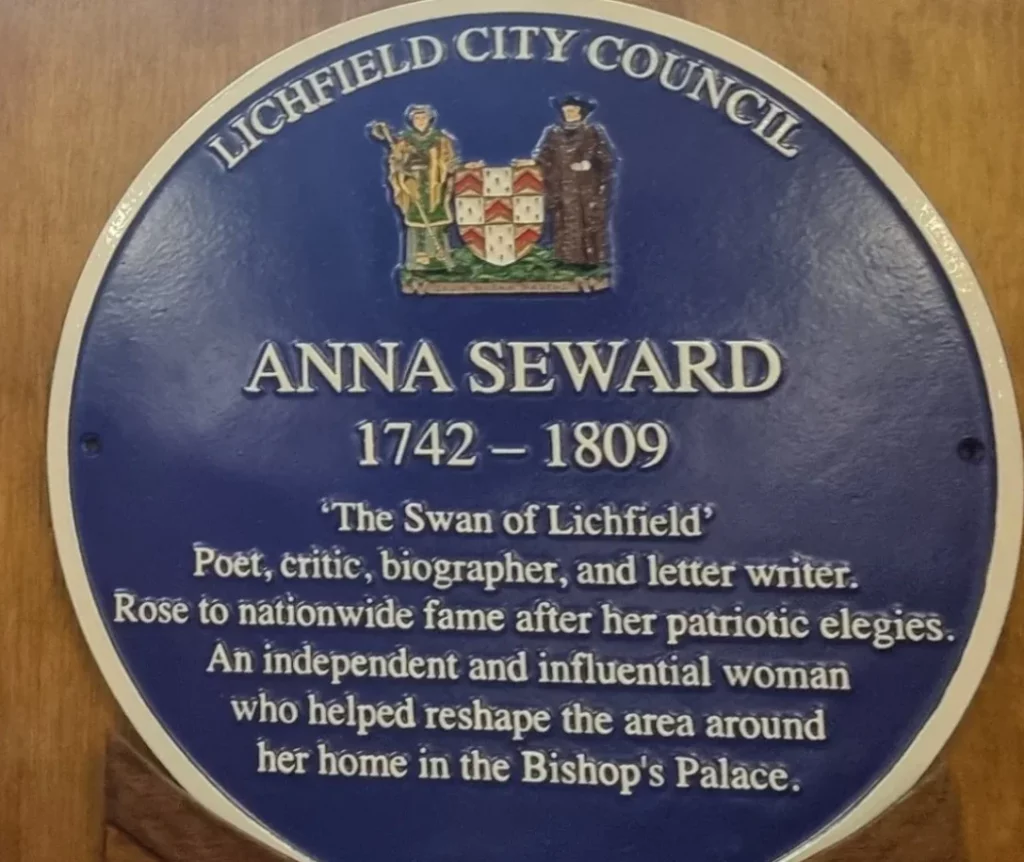 LICHFIELD CITY COUNCIL
ANNA SEWARD
1742 – 1809
‘The Swan of Lichfield’
Poet, critic, biographer, and letter writer.
Rose to nationwide fame after her patriotic elegies.
An independent and influential woman
who helped reshape the area around
her home in the Bishop's Palace.